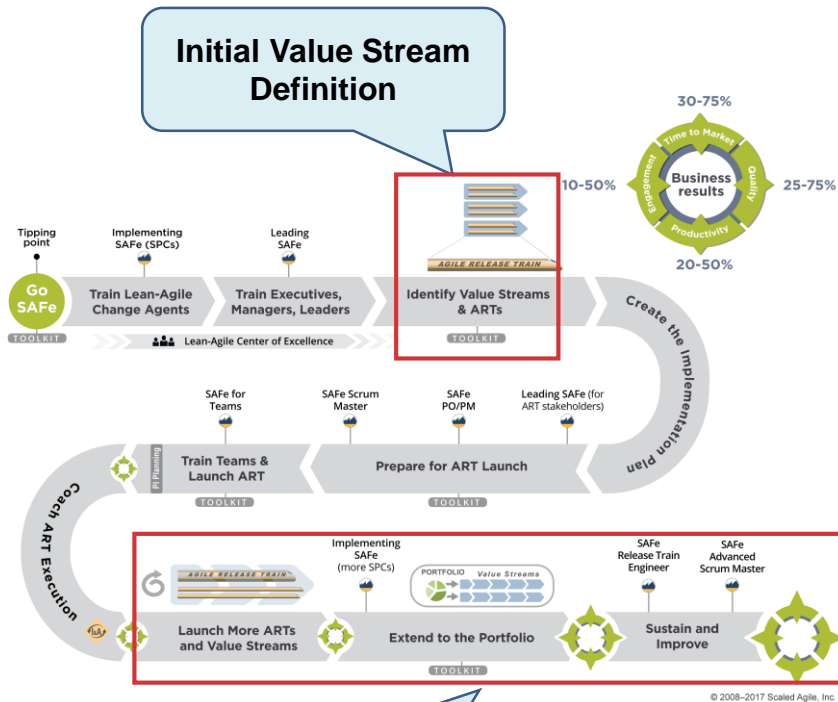 Initial Value Stream
Definition
30-75%
10-50%
Time to Market
Engagement
Quality
Productivity
Business
results
25-75%
20-50%
Tipping
point
Implementing
SAFe (SPCs)
Leading
SAFe
AGILE RELEASE TRAIN
Go
SAFe
Train Lean-Agile
Change Agents
Train Executives,
Managers, Leaders
Identify Value Streams
& ARTs
TOOLKIT
Lean-Agile Center of Excellence
TOOLKIT
Create the Implementation Plan
SAFe for
Teams
SAFe Scrum
Master
SAFe
PO/PM
Leading SAFe (for
ART stakeholders)
PI Planning
Train Teams &
Launch ART
Prepare for ART Launch
TOOLKIT
TOOLKIT
Coach ART Execution
Implementing
SAFe
(more SPCs)
SAFe
Release Train
Engineer
SAFe
Advanced
Scrum Master
AGILE RELEASE TRAIN
PORTFOLIO
Value Streams
I&A
Launch More ARTs
and Value Streams
Extend to the Portfolio
Sustain and
Improve
TOOLKIT
© 2008–2017 Scaled Agile, Inc.